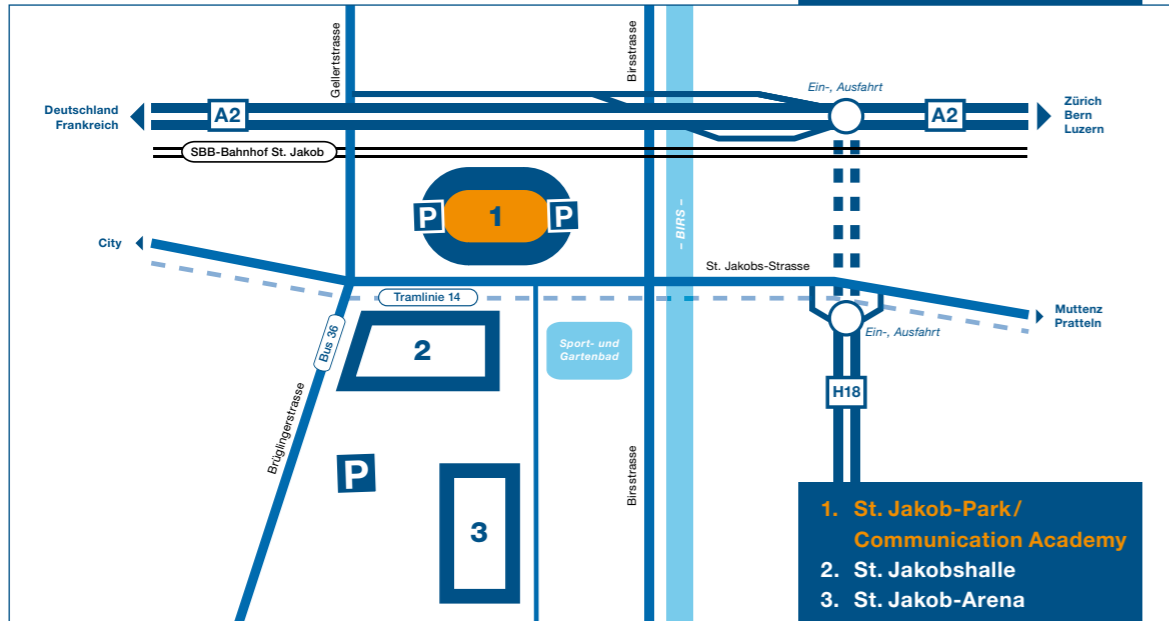 Gellertstrasse
Birsstrasse
Ein-, Ausfahrt
Deutschland
Frankreich
A2
A2
Zürich
Bern
Luzern
SBB-Bahnhof St. Jakob
P
1
P
– BIRS –
City
St. Jakobs-Strasse
Tramlinie 14
Muttenz
Pratteln
Bus 36
2
Sport- und
Gartenbad
Ein-, Ausfahrt
H18
Brüglingerstrasse
P
Birsstrasse
3
1. St. Jakob-Park /
Communication Academy
2. St. Jakobshalle
3. St. Jakob-Arena